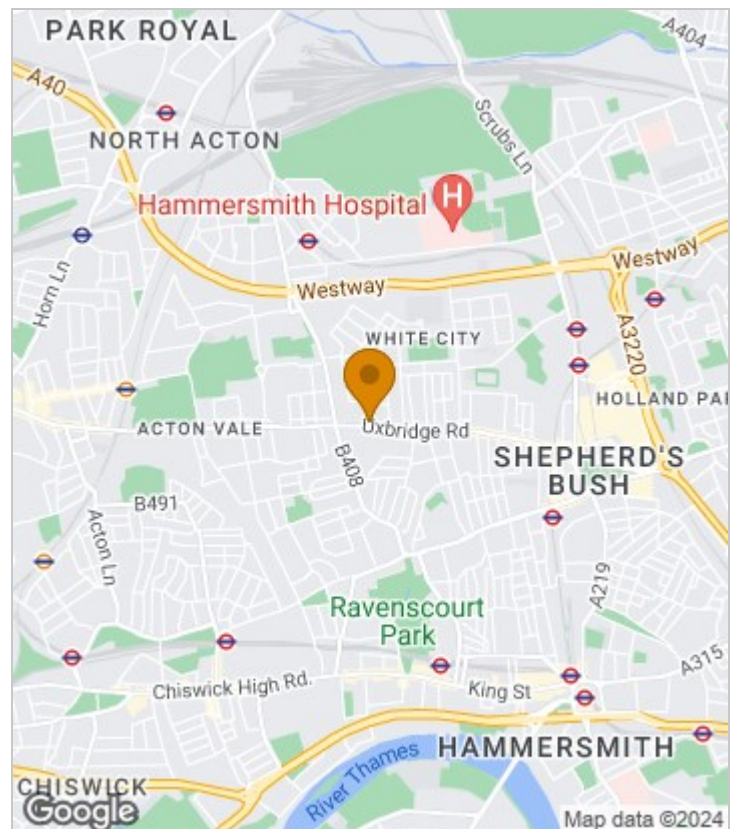 PARK ROYAL
A404
A40
Scrubs Ln
NORTH ACTON
H
Hammersmith Hospital
Horn Ln
Westway
Westway
WHITE CITY
A3220
HOLLAND PAR
ACTON VALE
Uxbridge Rd
SHEPHERD'S
BUSH
B408
B491
Acton Ln
A219
Ravenscourt
Park
A315
Chiswick High Rd.
King St
HAMMERSMITH
CHISWICK
River Thames
Google
Map data ©2024